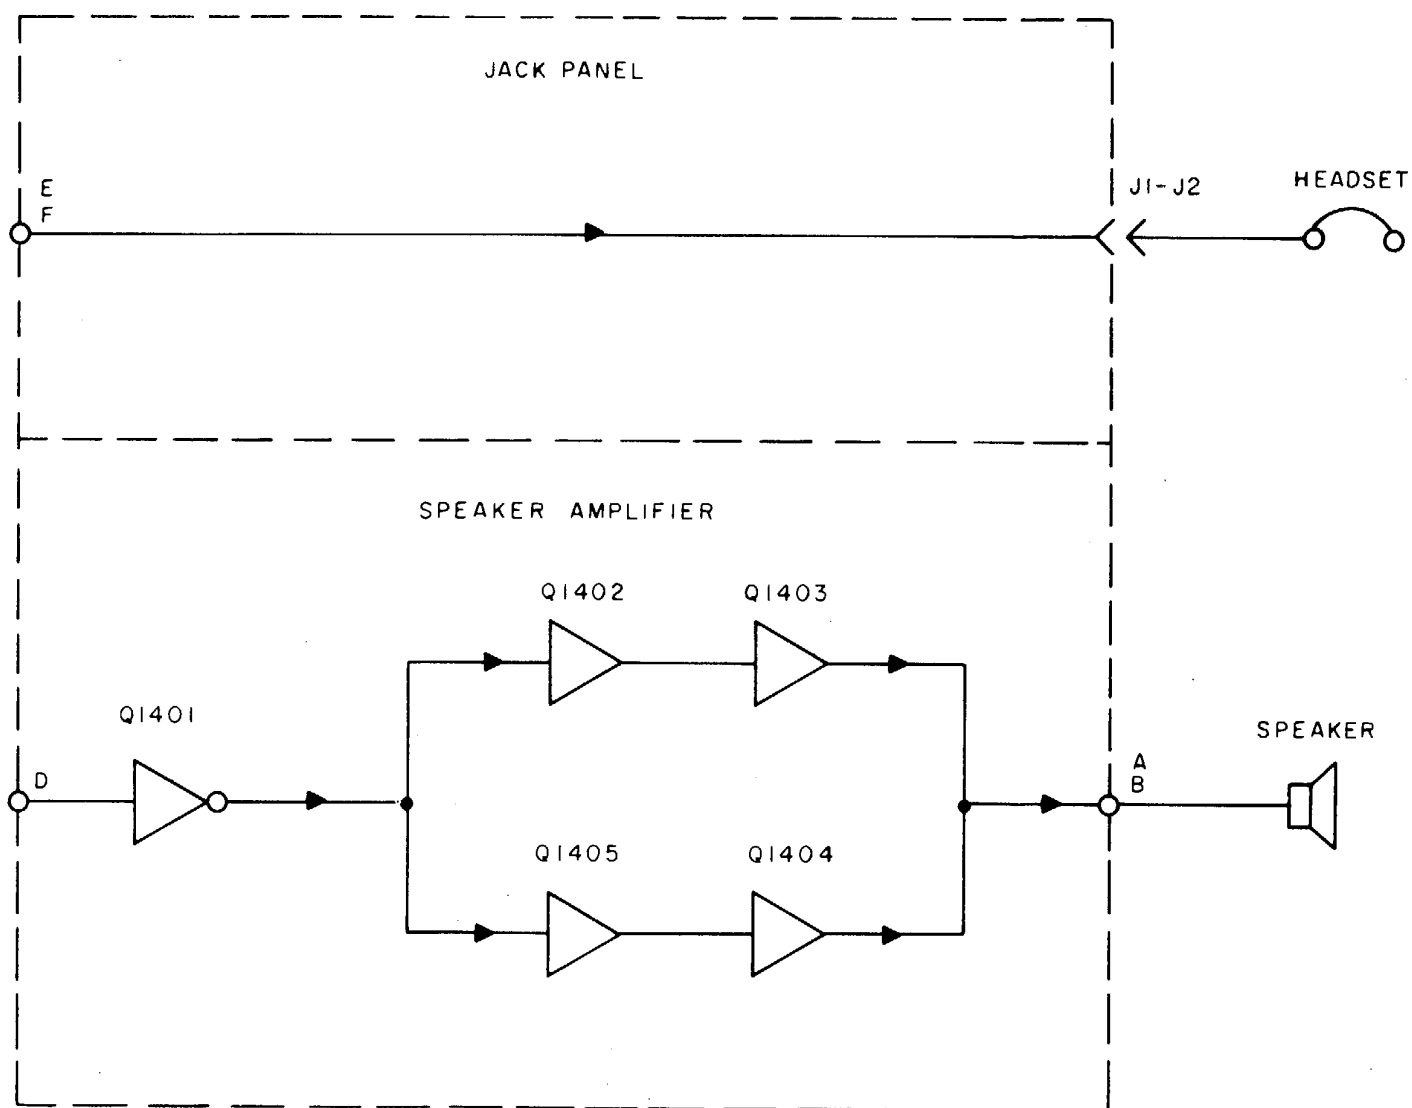 JACK PANEL
E
F
J1-J2
HEADSET
SPEAKER AMPLIFIER
Q1402
Q1403
Q1401
D
SPEAKER
A
B
Q1405
Q1404